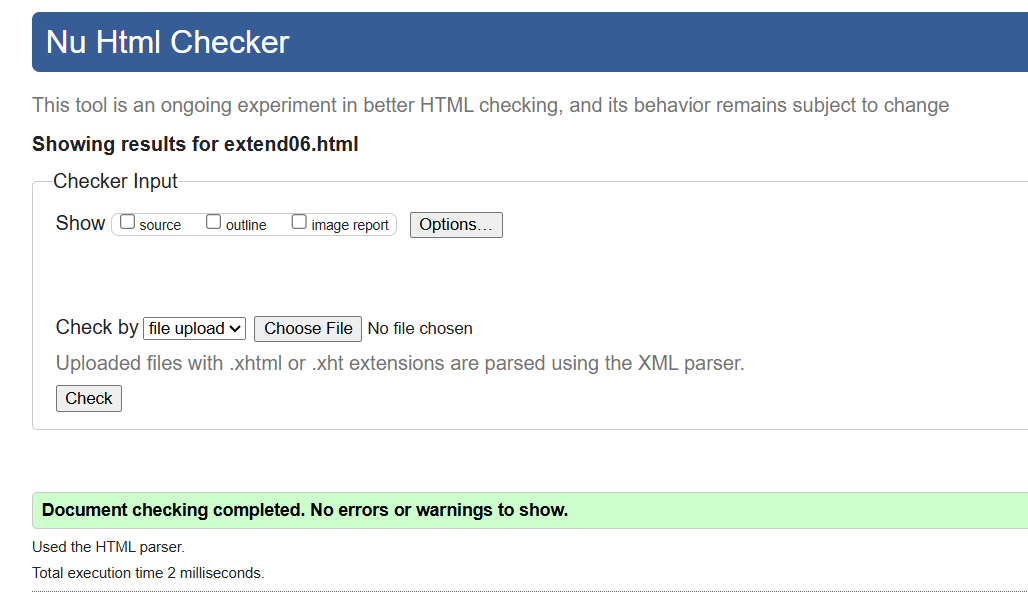 Nu Html Checker
This tool is an ongoing experiment in better HTML checking, and its behavior remains subject to change
Showing results for extend06.html
Checker Input
Show source outline image report Options...
Check by file upload Choose File No file chosen
Uploaded files with .xhtml or .xht extensions are parsed using the XML parser.
Check
Document checking completed. No errors or warnings to show.
Used the HTML parser.
Total execution time 2 milliseconds.